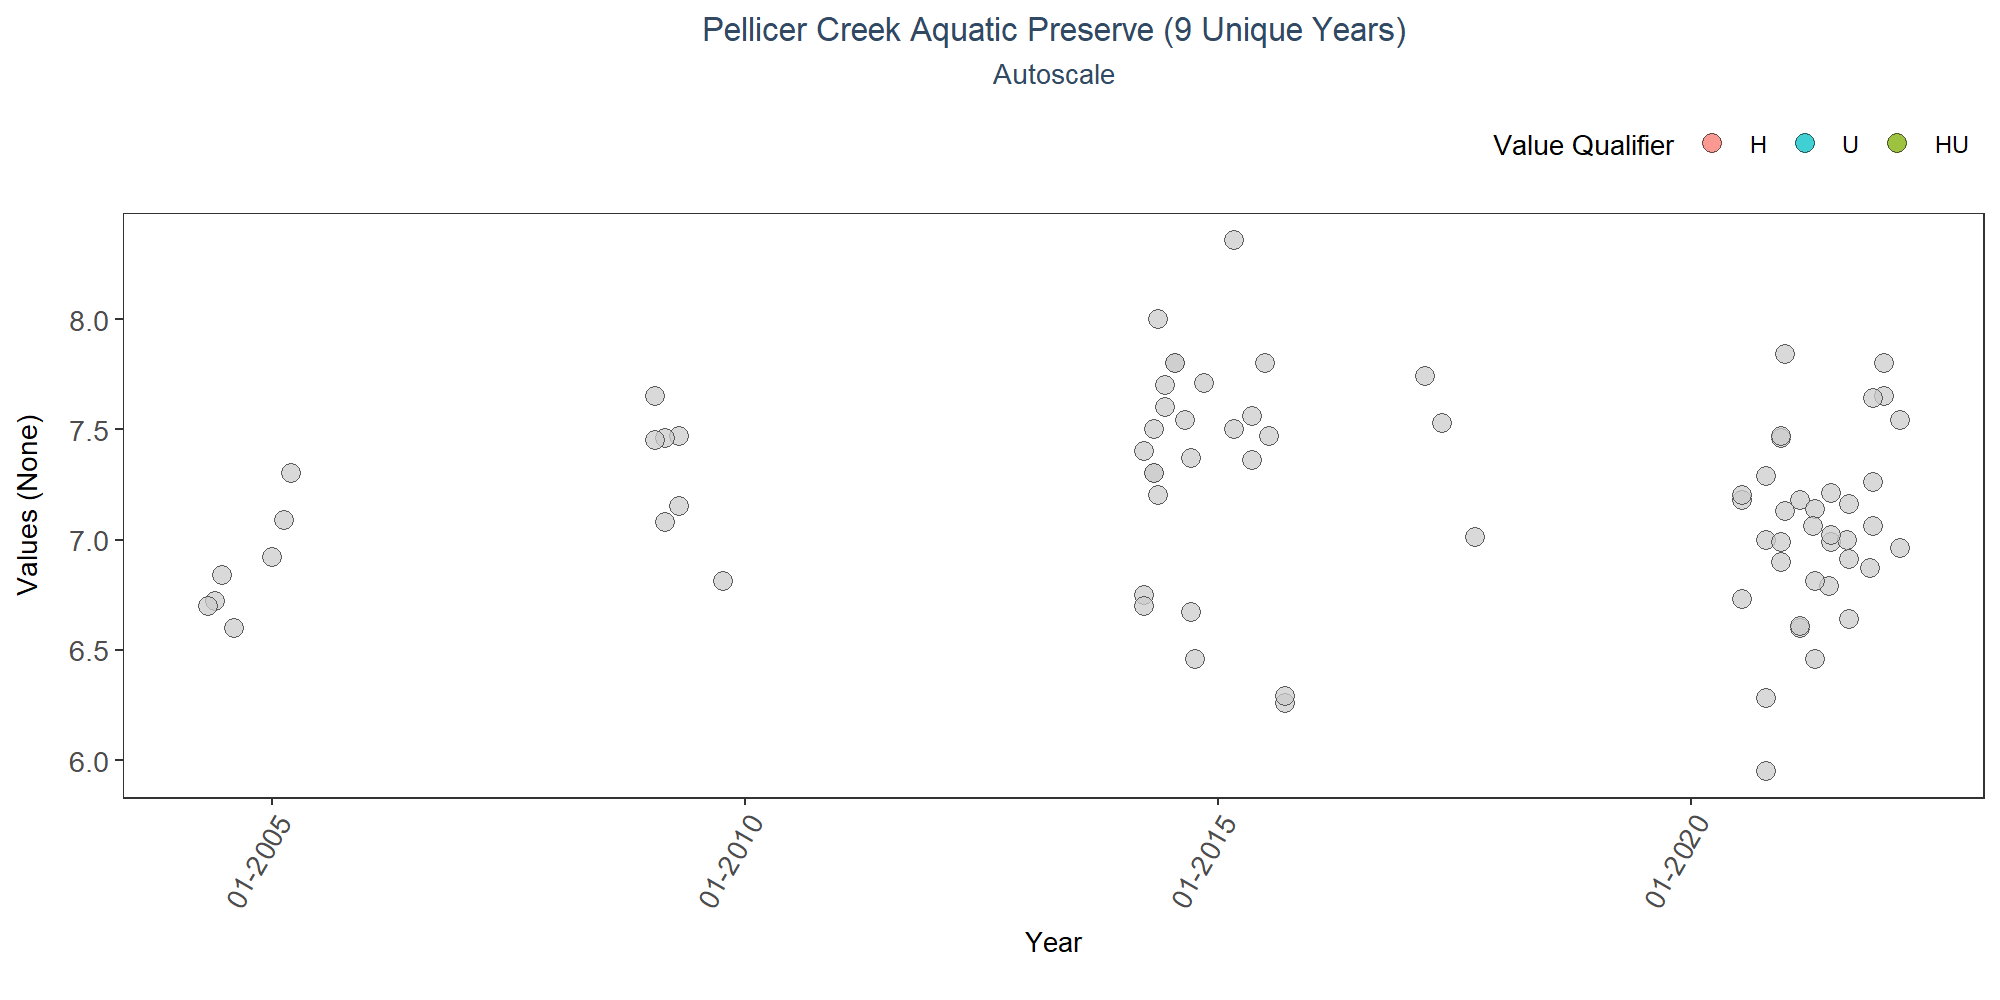 Pellicer Creek Aquatic Preserve (9 Unique Years)
Autoscale
Value Qualifier H U HU
Values (None)
8.0
7.5
7.0
6.5
6.0
01-2005 01-2010 01-2015 01-2020
Year